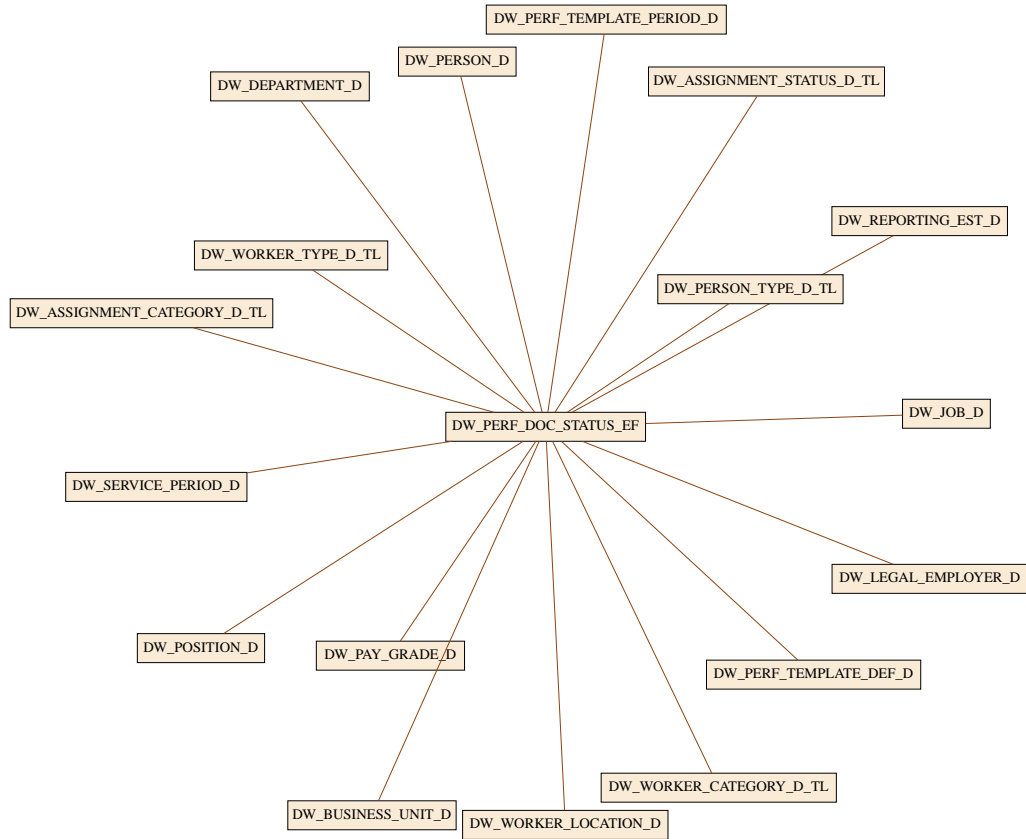 DW_PERF_TEMPLATE_PERIOD_D
DW_PERSON_D
DW_DEPARTMENT_D
DW_ASSIGNMENT_STATUS_D_TL
DW_REPORTING_EST_D
DW_WORKER_TYPE_D_TL
DW_PERSON_TYPE_D_TL
DW_ASSIGNMENT_CATEGORY_D_TL
DW_JOB_D
DW_PERF_DOC_STATUS_EF
DW_SERVICE_PERIOD_D
DW_LEGAL_EMPLOYER_D
DW_POSITION_D
DW_PAY_GRADE_D
DW_PERF_TEMPLATE_DEF_D
DW_WORKER_CATEGORY_D_TL
DW_BUSINESS_UNIT_D
DW_WORKER_LOCATION_D